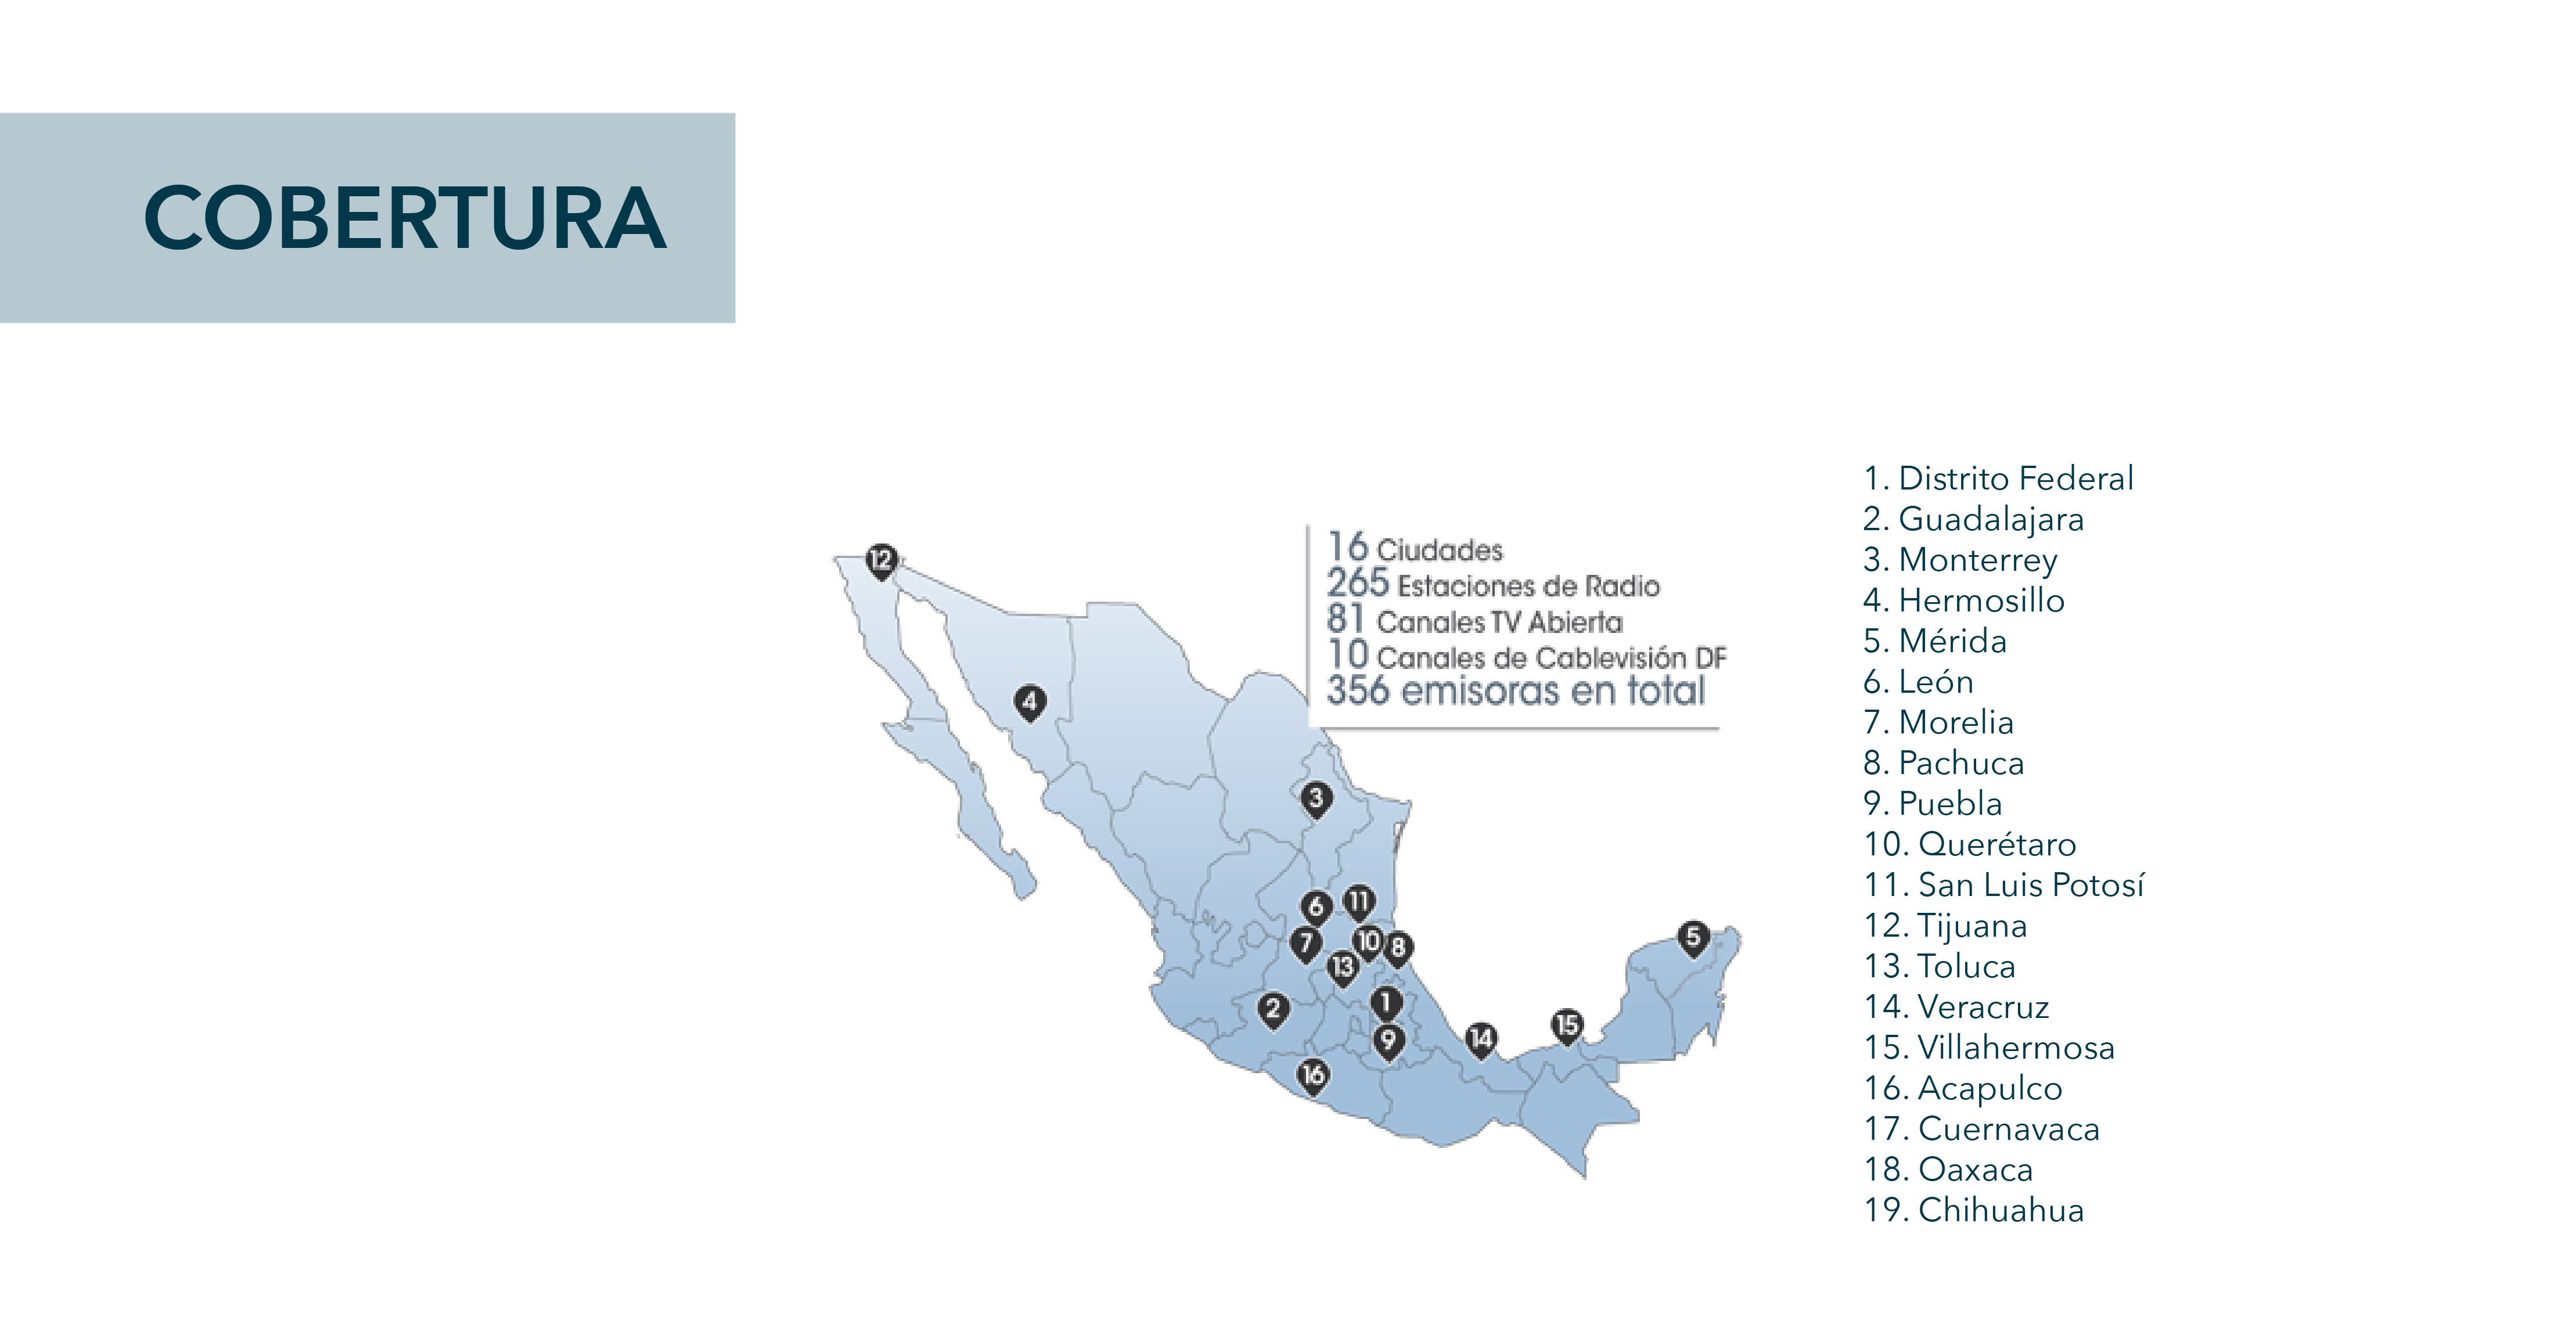 COBERTURA
16 Ciudades
265 Estaciones de Radio
81 Canales TV Abierta
10 Canales de Cablevisión DF
356 emisoras en total
12
4
3
6
11
7
10
8
13
5
2
1
9
14
15
16
1. Distrito Federal
2. Guadalajara
3. Monterrey
4. Hermosillo
5. Mérida
6. León
7. Morelia
8. Pachuca
9. Puebla
10. Querétaro
11. San Luis Potosí
12. Tijuana
13. Toluca
14. Veracruz
15. Villahermosa
16. Acapulco
17. Cuernavaca
18. Oaxaca
19. Chihuahua